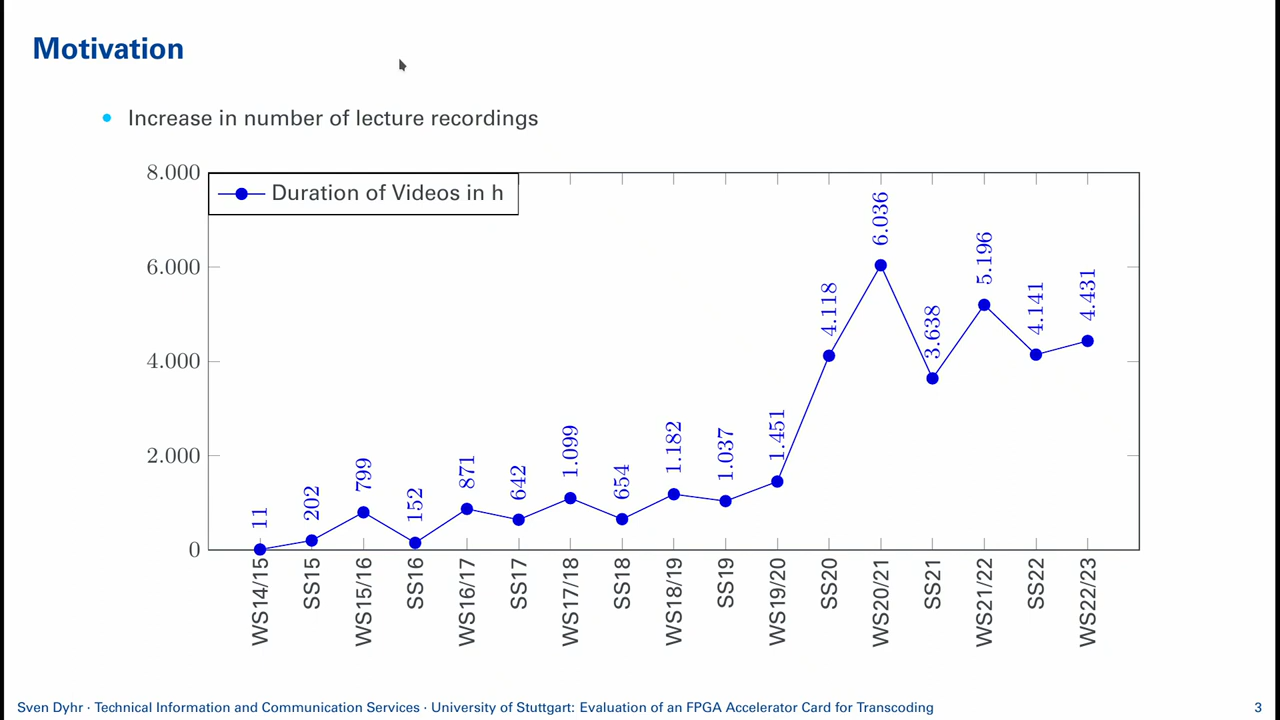 Motivation
• Increase in number of lecture recordings
Duration of Videos in h
8.000
6.000
4.000
2.000
0
11
202
799
152
871
642
1.099
654
1.182
1.037
1.451
4.118
6.036
3.638
5.196
4.141
4.431
WS14/15
SS15
WS15/16
SS16
WS16/17
SS17
WS17/18
SS18
WS18/19
SS19
WS19/20
SS20
WS20/21
SS21
WS21/22
SS22
WS22/23
Sven Dyhr · Technical Information and Communication Services · University of Stuttgart: Evaluation of an FPGA Accelerator Card for Transcoding
3